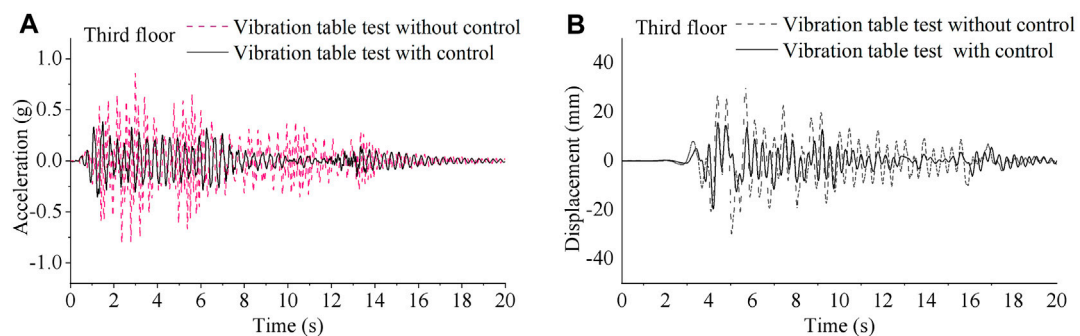 A
Third floor
Vibration table test without control
Vibration table test with control
1.0
0.5
0.0
-0.5
-1.0
Acceleration (g)
0 2 4 6 8 10 12 14 16 18 20
Time (s)
B
Third floor
Vibration table test without control
Vibration table test with control
40
20
0
-20
-40
Displacement (mm)
0 2 4 6 8 10 12 14 16 18 20
Time (s)